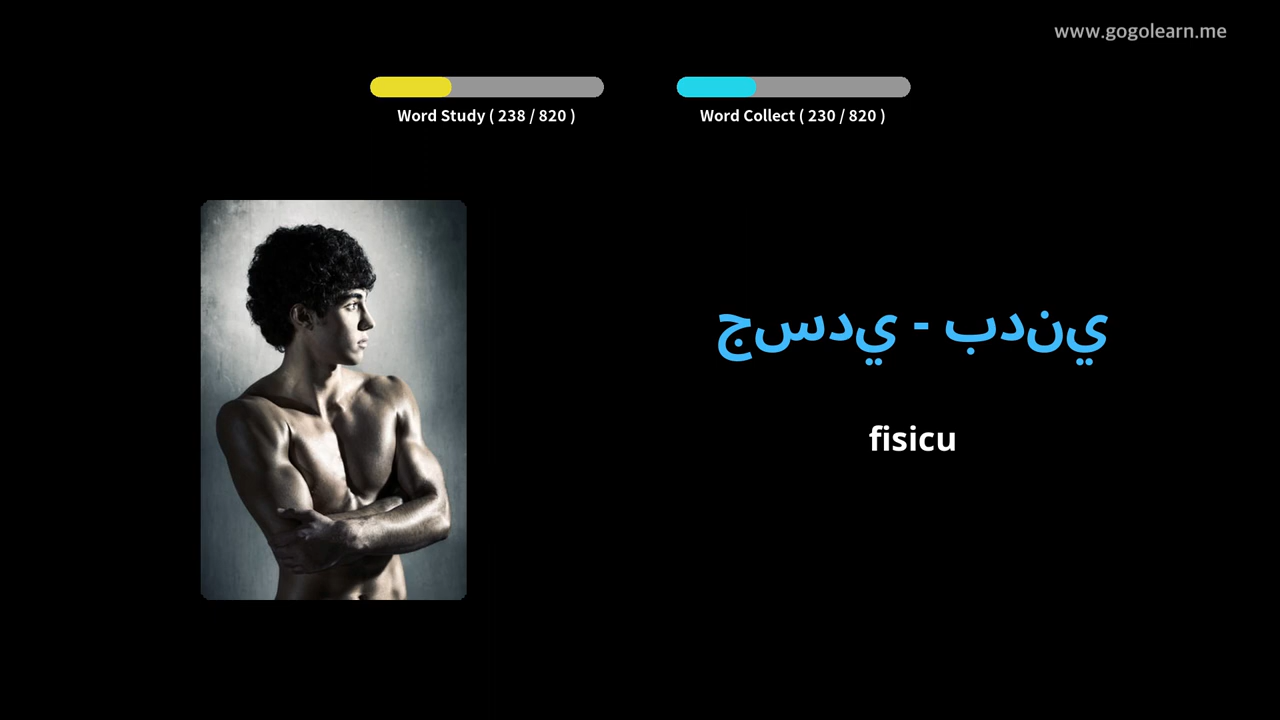 www.gogolearn.me
Word Study ( 238 / 820 )
Word Collect ( 230 / 820 )
جسدي - بدني
fisicu